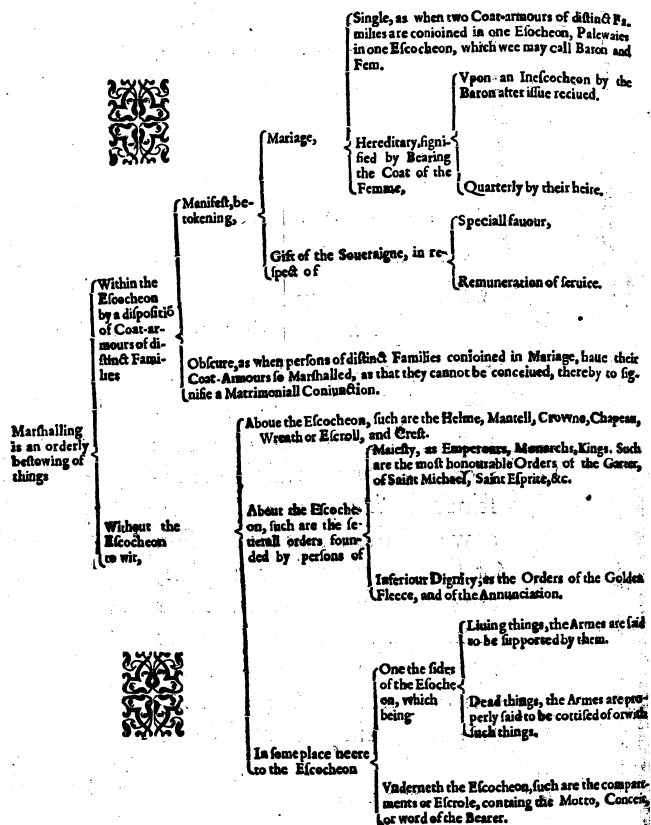 Single, as when two Coat-armours of diſtinct Fa-
milies are conioined in one Eſocheon, Palewaies
in one Eſcocheon, which wee may call Baron and
Fem.
Vpon an Ineſcocheon by the
Baron after iſſue reciued.
Mariage,
Hereditary, ſigni-
fied by Bearing
the Coat of the
Femme,
Quarterly by their heire.
Manifeſt, be-
tokening,
Speciall fauour,
Gift of the Soueraigne, in re-
ſpect of
Remuneration of ſeruice.
Within the
Eſcocheon
by a diſpoſitiō
of Coat-ar-
mours of di-
ſtinct Fami-
lies
Obſcure, as when perſons of diſtinct Families conioined in Mariage, haue their
Coat-Armours ſo Marſhalled, as that they cannot be conceiued, thereby to ſig-
nifie a Matrimoniall Coniunction.
Marſhalling
is an orderly
beſtowing of
things
Aboue the Eſcocheon, ſuch are the Helme, Mantell, Crowne, Chapeau,
Wreath or Eſcroll, and Creſt.
Maieſty, as Emperours, Monarchs, Kings. Such
are the moſt honourable Orders of the Garter,
of Saint Michael, Saint Eſprite, &c.
About the Eſcoche-
on, ſuch are the ſe-
uerall orders foun-
ded by perſons of
Without the
Eſcocheon
to wit,
Inferiour Dignity; as the Orders of the Golden
Fleece, and of the Annunciation.
Liuing things, the Armes are ſaid
to be ſupported by them.
One the ſides
of the Eſoche-
on, which
being
Dead things, the Armes are pro-
perly ſaid to be cottiſed of or with
ſuch things.
In ſome place neere
to the Eſcocheon
Vnderneth the Eſcocheon, ſuch are the compart-
ments or Eſcrole, containg the Motto, Conceit,
or word of the Bearer.